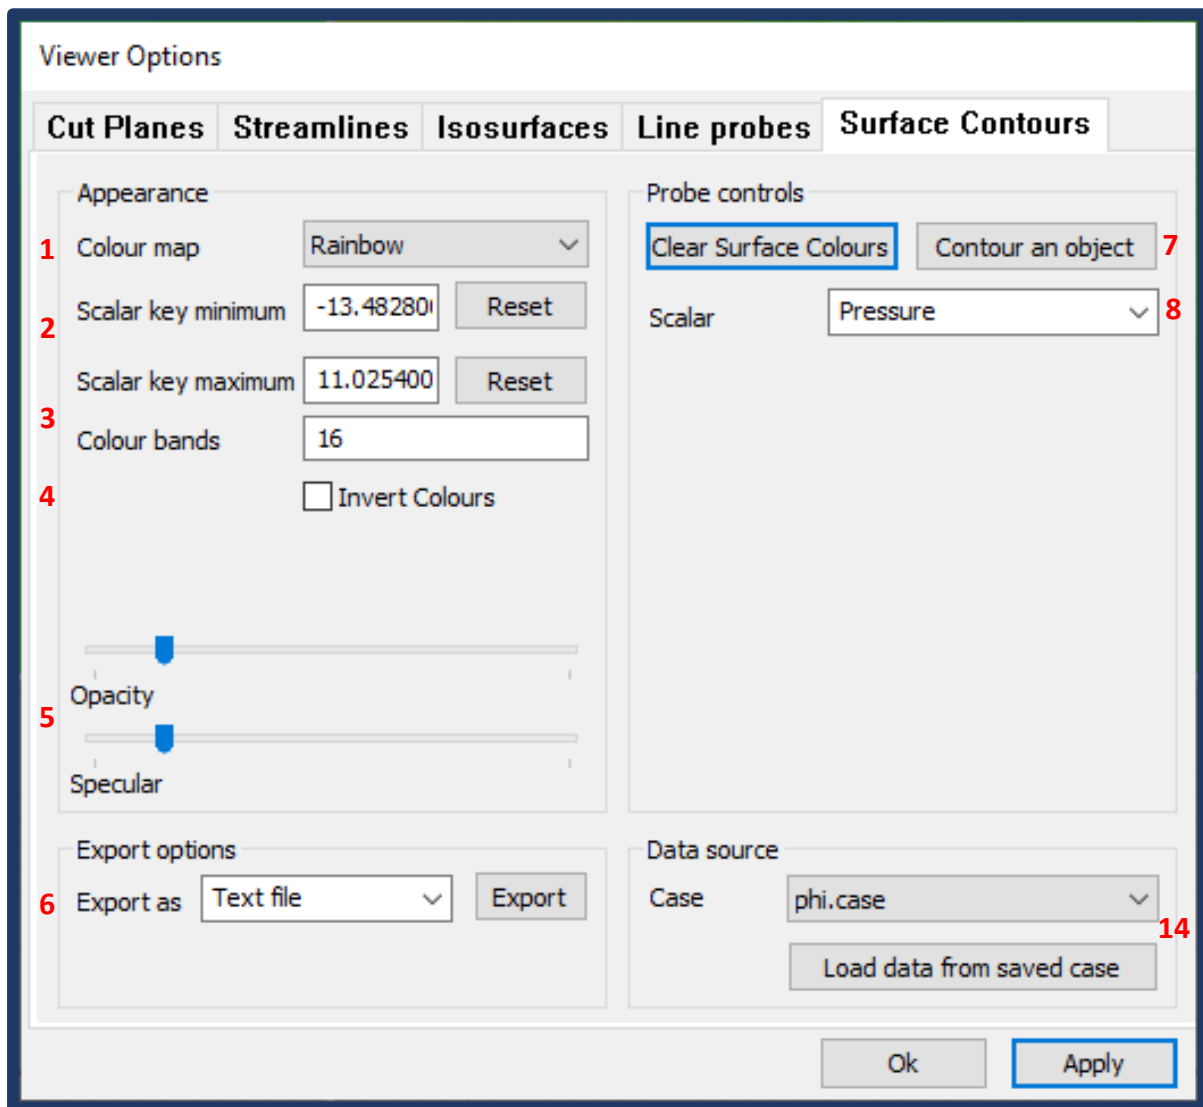 Viewer Options
Cut Planes Streamlines Isosurfaces Line probes Surface Contours
Appearance
1 Colour map Rainbow
2 Scalar key minimum -13.482800 Reset
Scalar key maximum 11.025400 Reset
3
Colour bands 16
4 Invert Colours
Opacity
5
Specular
Export options
6 Export as Text file Export
Probe controls
Clear Surface Colours Contour an object 7
Scalar Pressure 8
Data source
Case phi.case
14
Load data from saved case
Ok Apply